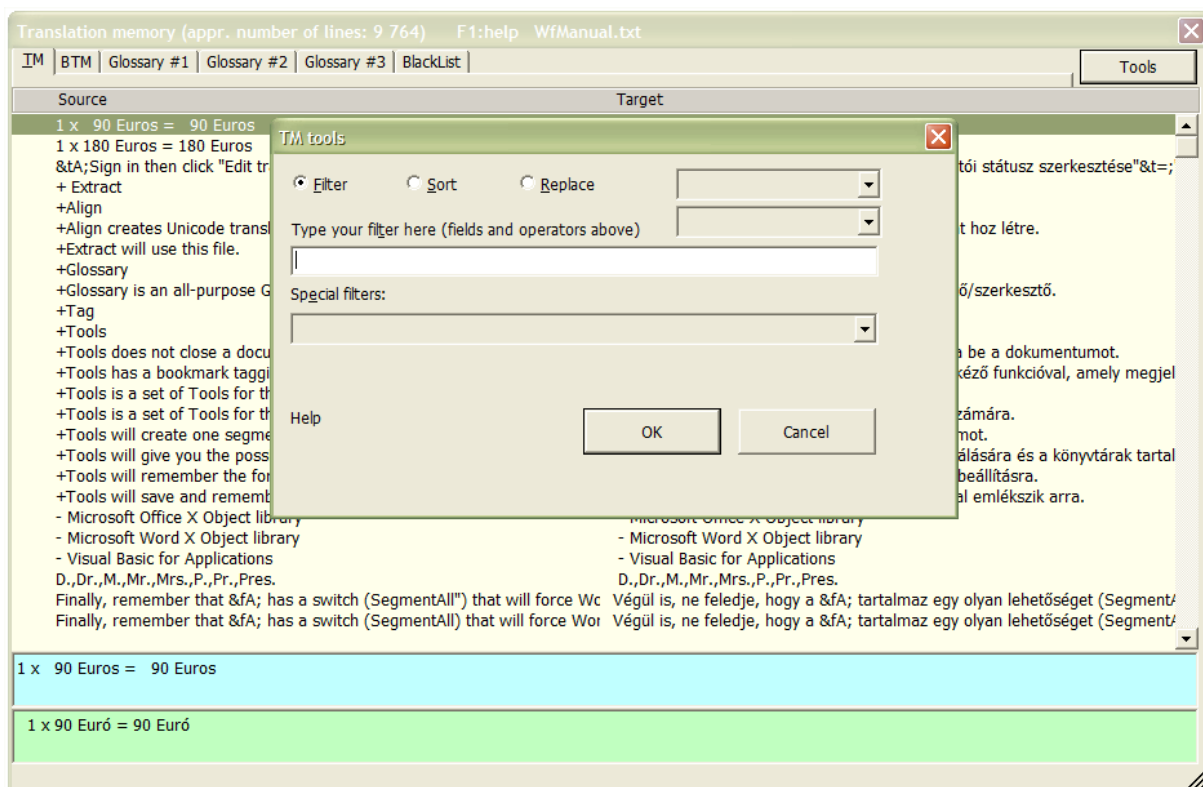 Translation memory (appr. number of lines: 9 764) F1:help WfManual.txt
TM BTM Glossary #1 Glossary #2 Glossary #3 BlackList
Tools
Source Target
1 x 90 Euros = 90 Euros
1 x 180 Euros = 180 Euros
&tA;Sign in then click "Edit tr tói státusz szerkesztése"&t=;
+ Extract
+Align
+Align creates Unicode transl t hoz létre.
+Extract will use this file.
+Glossary
+Glossary is an all-purpose G ő/szerkesztő.
+Tag
+Tools
+Tools does not close a docu a be a dokumentumot.
+Tools has a bookmark taggi kéző funkcióval, amely megjel
+Tools is a set of Tools for th
+Tools is a set of Tools for th zámára.
+Tools will create one segme mot.
+Tools will give you the poss álására és a könyvtárak tartal
+Tools will remember the for beállításra.
+Tools will save and rememb al emlékszik arra.
- Microsoft Office X Object library - Microsoft Office X Object library
- Microsoft Word X Object library - Microsoft Word X Object library
- Visual Basic for Applications - Visual Basic for Applications
D.,Dr.,M.,Mr.,Mrs.,P.,Pr.,Pres. D.,Dr.,M.,Mr.,Mrs.,P.,Pr.,Pres.
Finally, remember that &fA; has a switch (SegmentAll") that will force Wo Végül is, ne feledje, hogy a &fA; tartalmaz egy olyan lehetőséget (SegmentA
Finally, remember that &fA; has a switch (SegmentAll) that will force Wor Végül is, ne feledje, hogy a &fA; tartalmaz egy olyan lehetőséget (SegmentA
TM tools
Filter Sort Replace
Type your filter here (fields and operators above)
Special filters:
Help OK Cancel
1 x 90 Euros = 90 Euros
1 x 90 Euró = 90 Euró